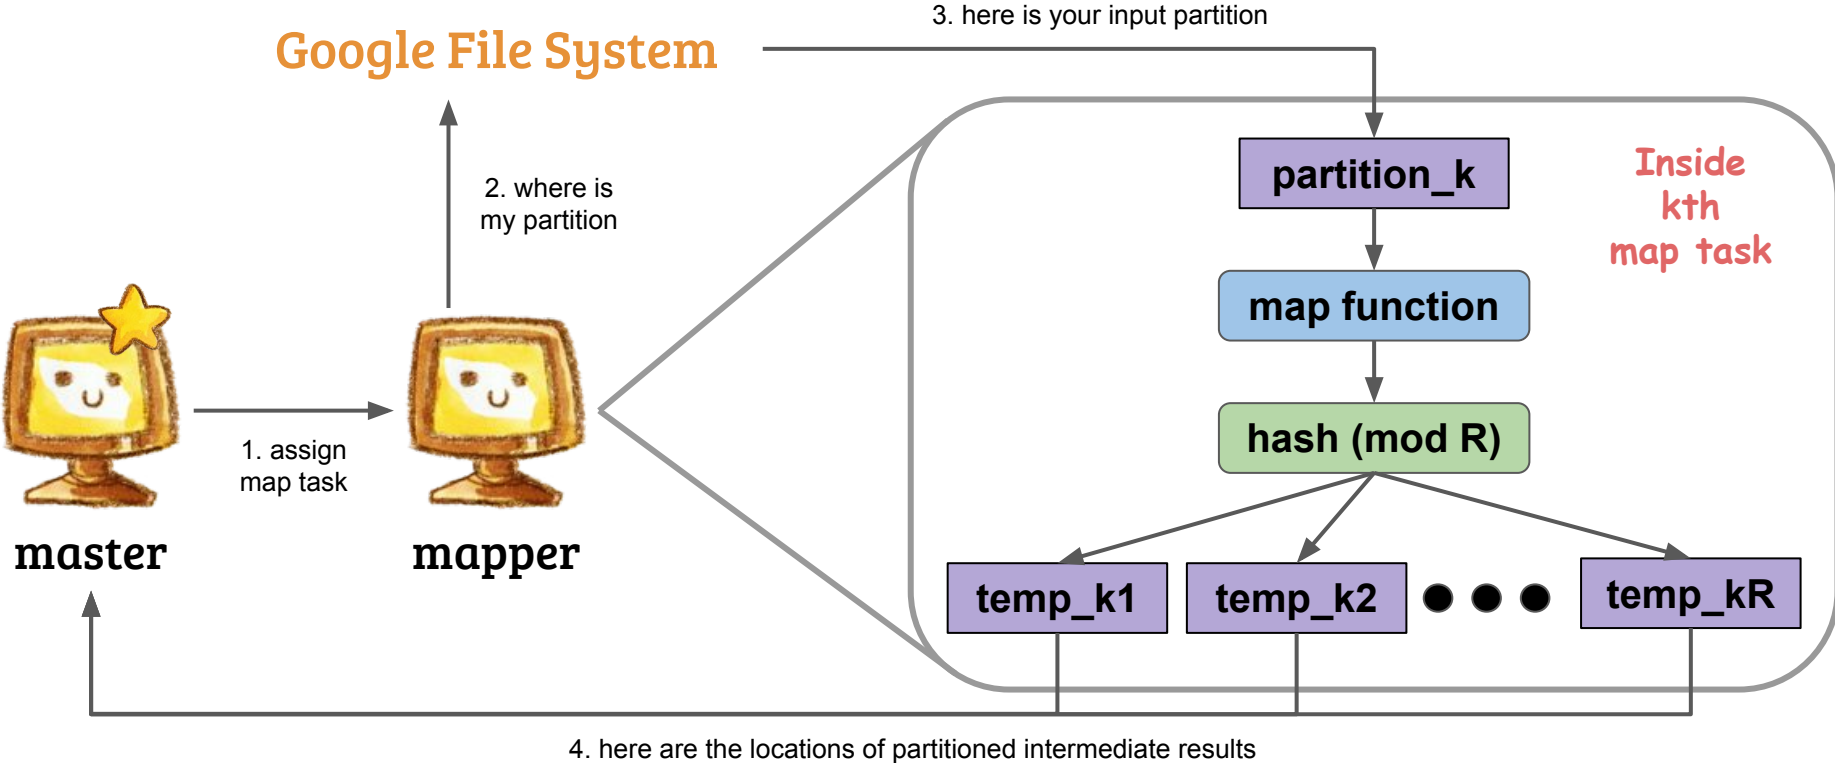 3. here is your input partition
Google File System
2. where is
my partition
partition_k
Inside
kth
map task
map function
hash (mod R)
1. assign
map task
master
mapper
temp_k1
temp_k2
temp_kR
4. here are the locations of partitioned intermediate results